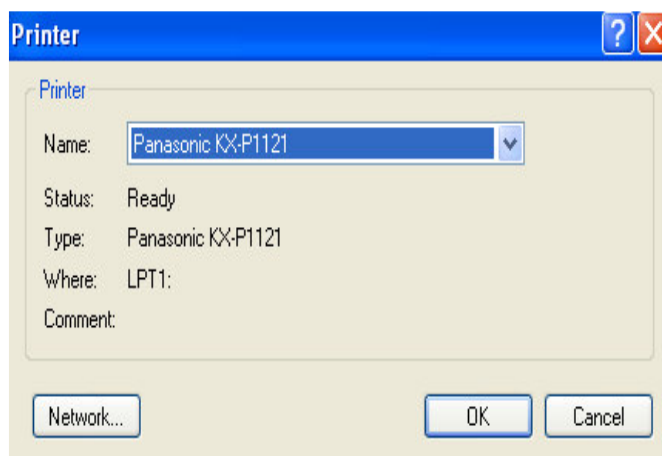 Printer
Printer
Name: Panasonic KX-P1121
Status: Ready
Type: Panasonic KX-P1121
Where: LPT1:
Comment:
Network... OK Cancel